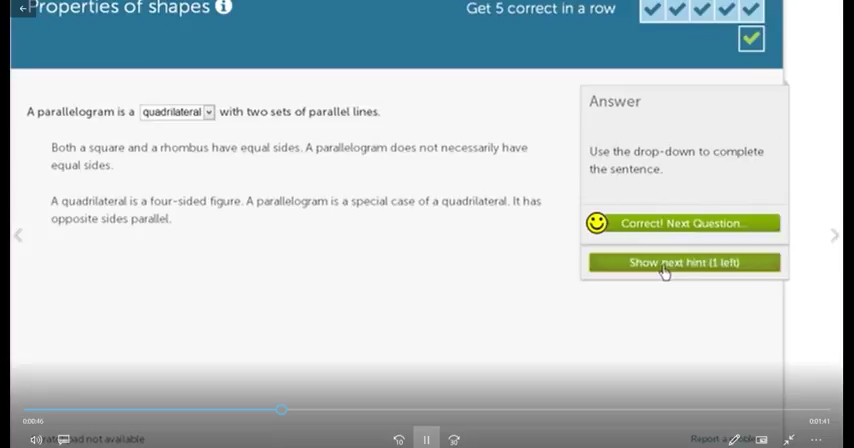 Properties of shapes
Get 5 correct in a row
A parallelogram is a quadrilateral with two sets of parallel lines.
Both a square and a rhombus have equal sides. A parallelogram does not necessarily have
equal sides.
A quadrilateral is a four-sided figure. A parallelogram is a special case of a quadrilateral. It has
opposite sides parallel.
Answer
Use the drop-down to complete
the sentence.
Correct! Next Question...
Show next hint (1 left)
0:00:46
0:01:41
pad not available
10
30
Report a